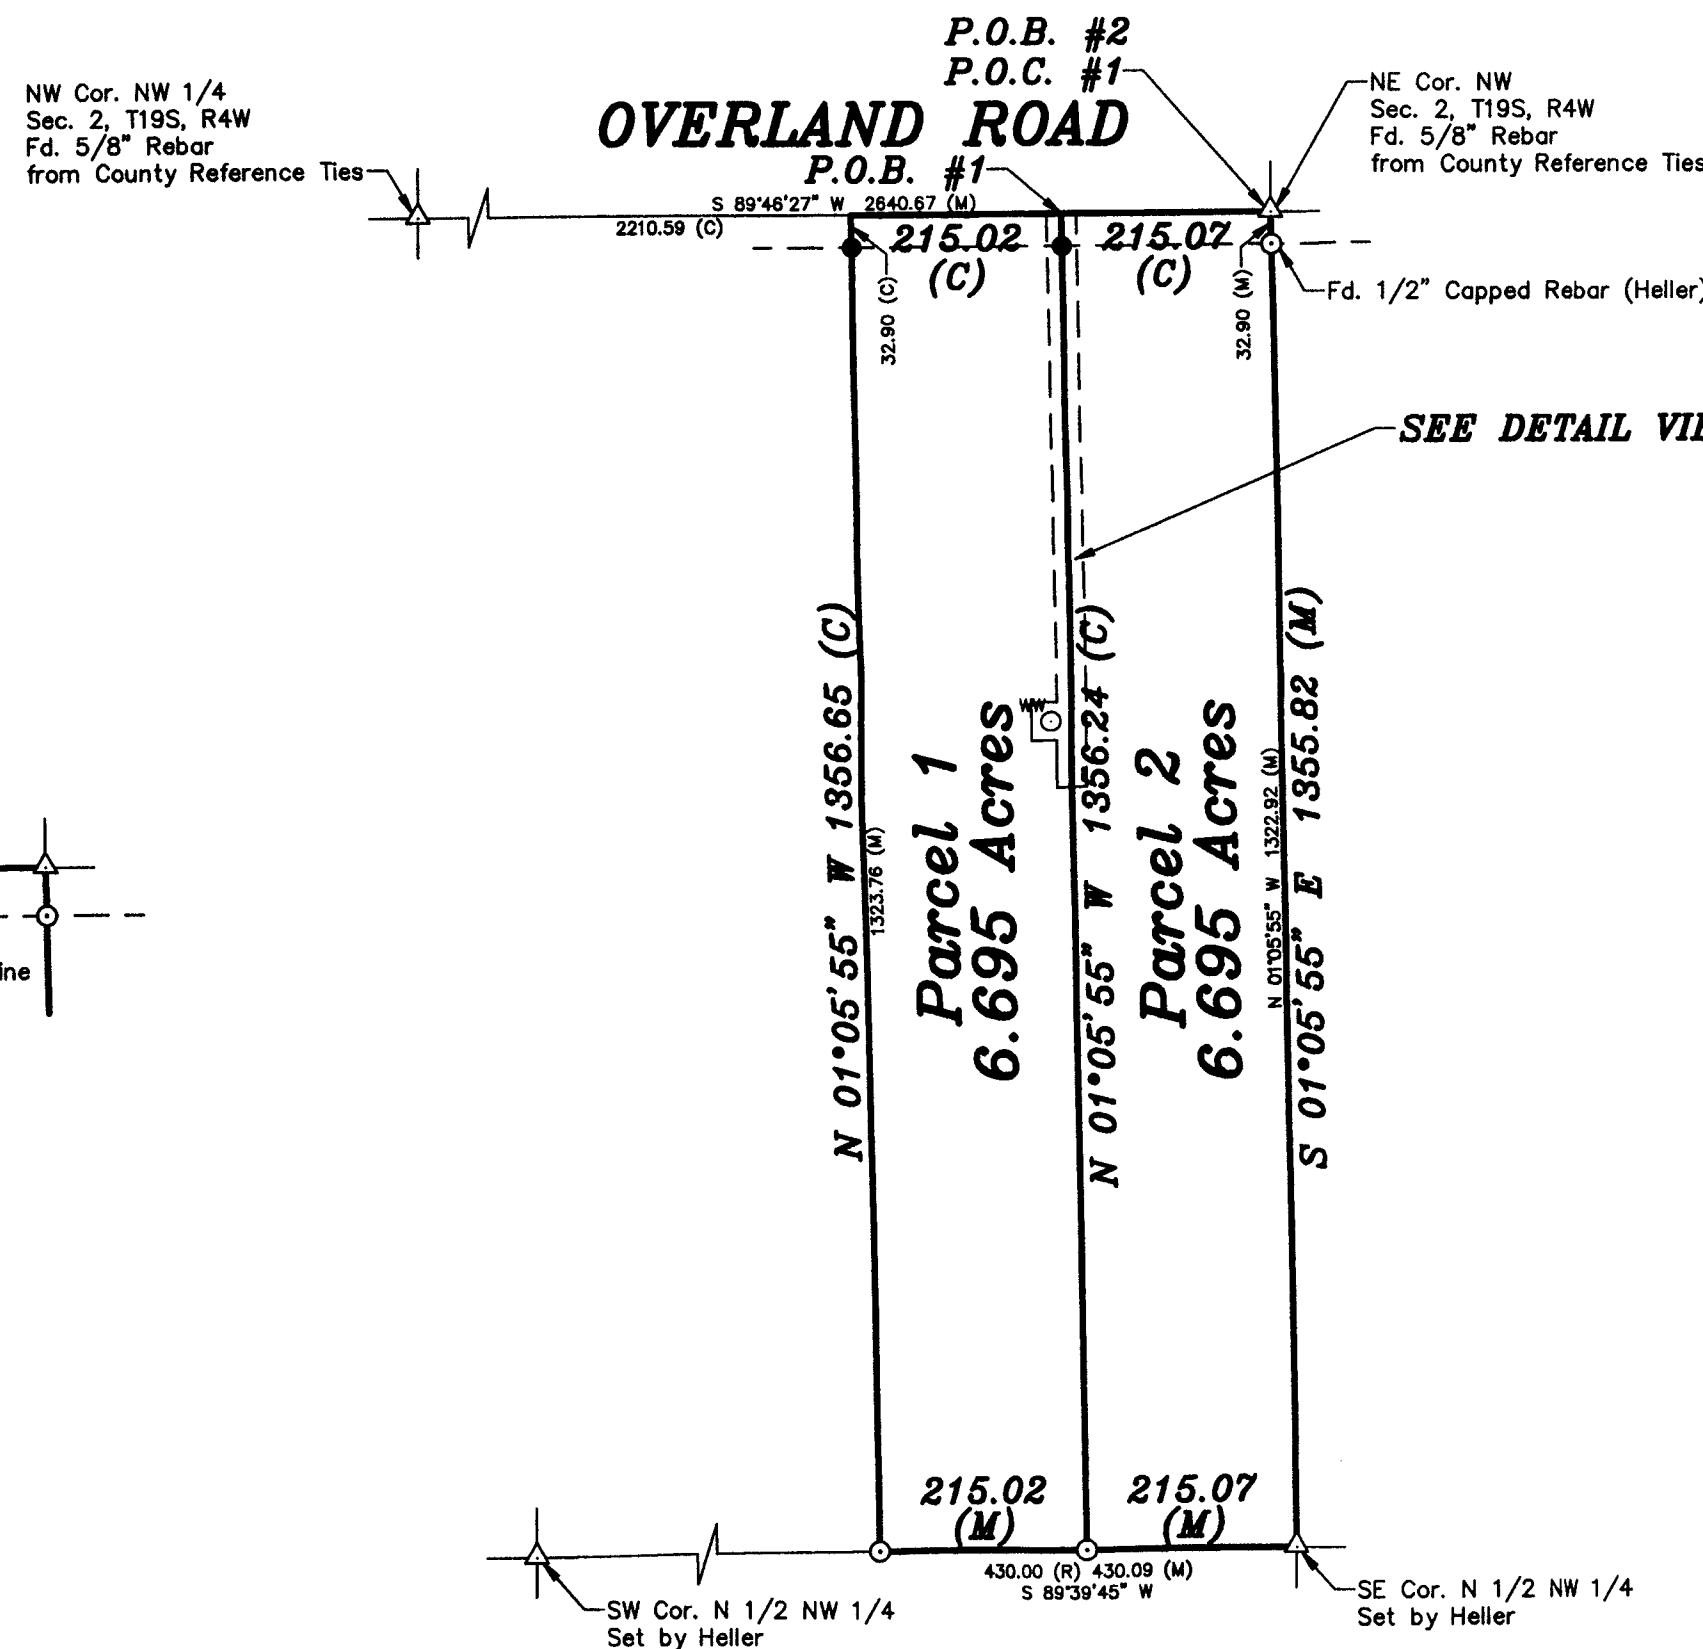 P.O.B. #2
P.O.C. #1
NW Cor. NW 1/4
Sec. 2, T19S, R4W
Fd. 5/8" Rebar
from County Reference Ties
NE Cor. NW
Sec. 2, T19S, R4W
Fd. 5/8" Rebar
from County Reference Ties
OVERLAND ROAD
P.O.B. #1
S 89°46'27" W 2640.67 (M)
2210.59 (C)
215.02
(C)
215.07
(C)
32.90 (C)
32.90 (M)
Fd. 1/2" Capped Rebar (Heller)
SEE DETAIL VIE
N 01°05'55" W 1356.65 (C)
1323.76 (M)
Parcel 1
6.695 Acres
WW
N 01°05'55" W 1356.24 (C)
Parcel 2
6.695 Acres
N 01°05'55" W 1322.92 (M)
S 01°05'55" E 1355.82 (M)
ine
215.02
(M)
215.07
(M)
430.00 (R) 430.09 (M)
S 89°39'45" W
SW Cor. N 1/2 NW 1/4
Set by Heller
SE Cor. N 1/2 NW 1/4
Set by Heller